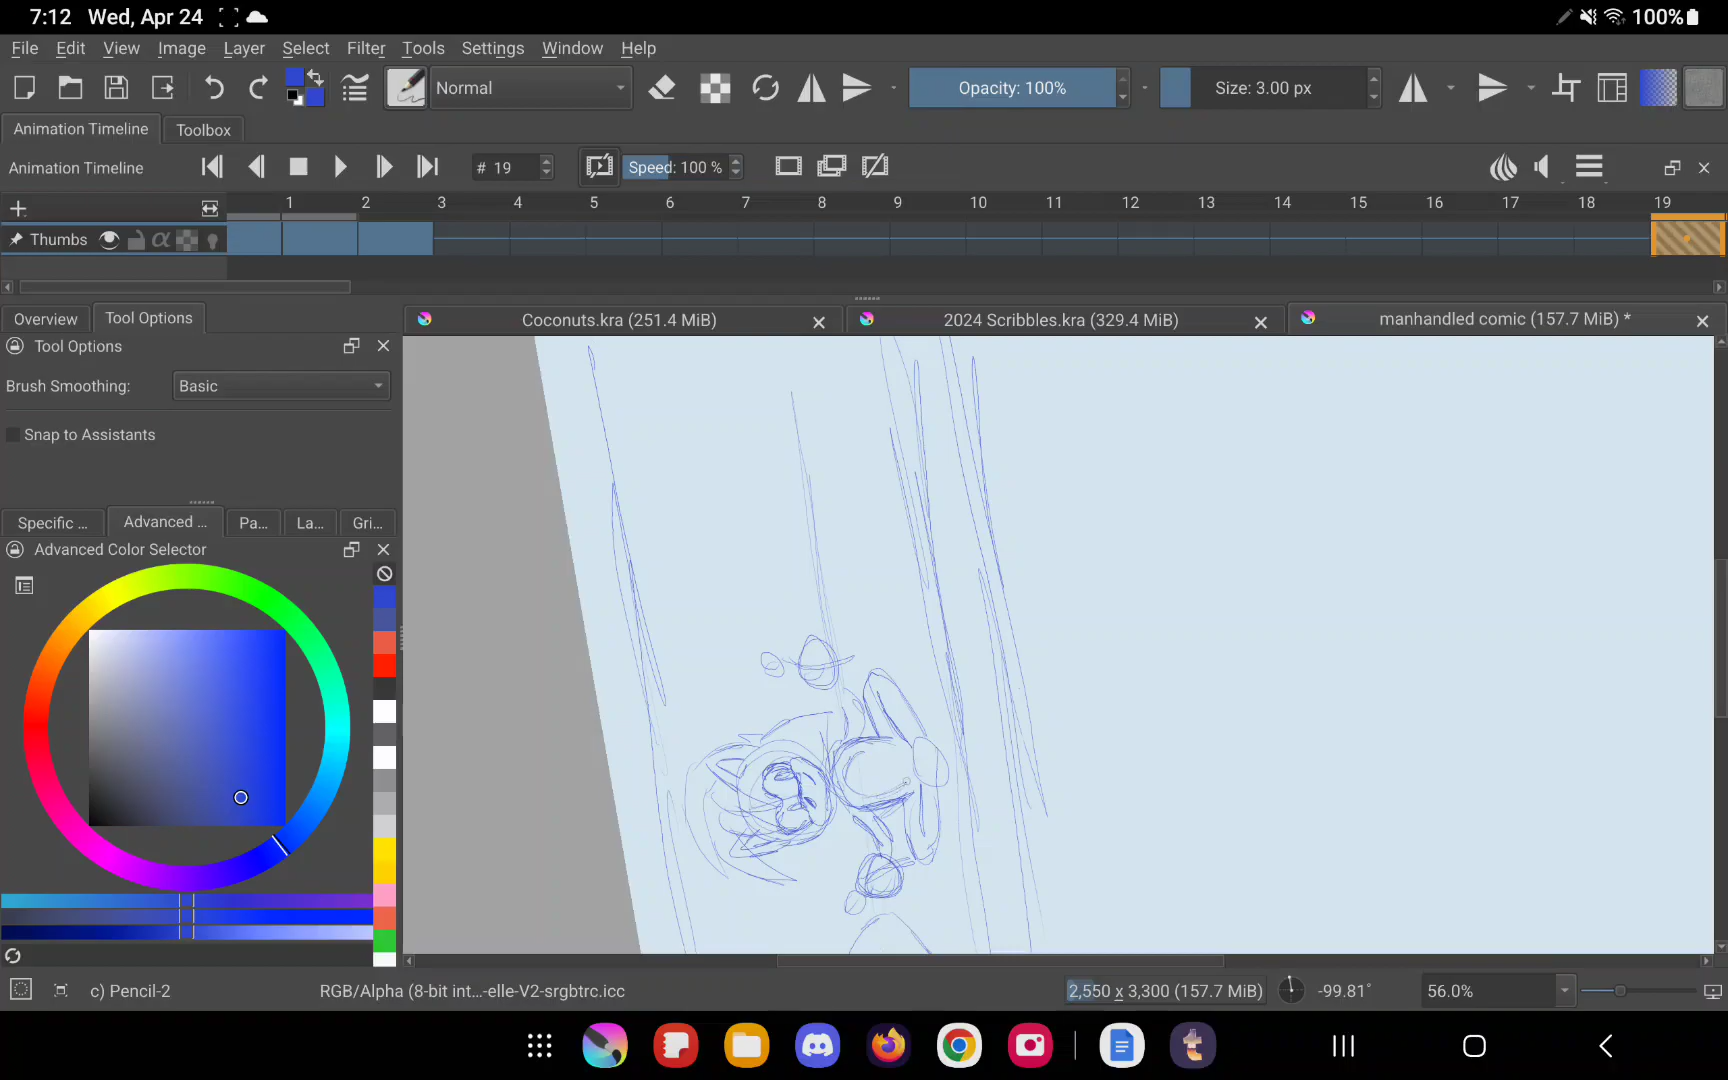 7:12 Wed, Apr 24 100%
File Edit View Image Layer Select Filter Tools Settings Window Help
Normal Opacity: 100% Size: 3.00 px
Animation Timeline Toolbox
Animation Timeline # 19 Speed: 100 %
1 2 3 4 5 6 7 8 9 10 11 12 13 14 15 16 17 18 19
Thumbs α
Overview Tool Options Coconuts.kra (251.4 MiB) 2024 Scribbles.kra (329.4 MiB) manhandled comic (157.7 MiB) *
Tool Options
Brush Smoothing: Basic
Snap to Assistants
Specific ... Advanced ... Pa... La... Gri...
Advanced Color Selector
c) Pencil-2 RGB/Alpha (8-bit int...-elle-V2-srgbtrc.icc 2,550 x 3,300 (157.7 MiB) -99.81° 56.0%